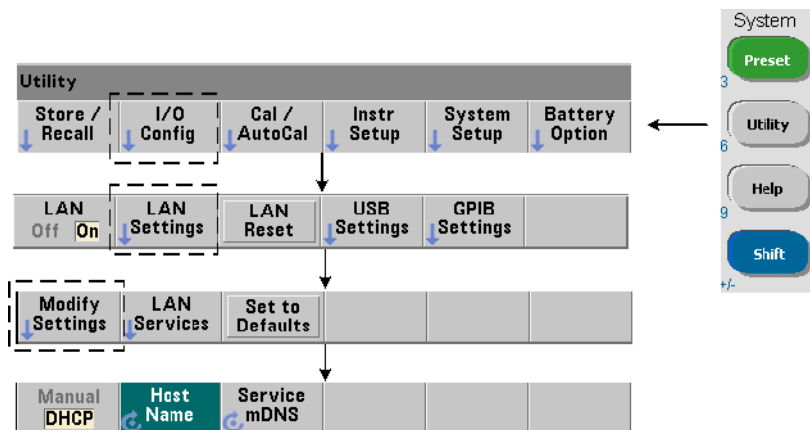 System
Preset
3
Utility
6
Help
9
Shift
+/-
Utility
Store / Recall
I/O Config
Cal / AutoCal
Instr Setup
System Setup
Battery Option
LAN Off On
LAN Settings
LAN Reset
USB Settings
GPIB Settings
Modify Settings
LAN Services
Set to Defaults
Manual DHCP
Host Name
Service mDNS